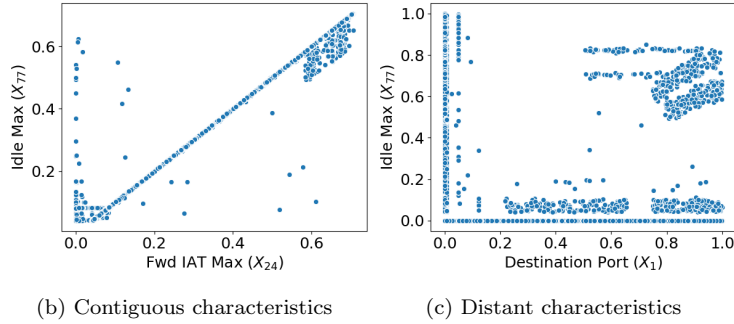 0.6
0.4
0.2
Idle Max (X77)
0.0 0.2 0.4 0.6
Fwd IAT Max (X24)
(b) Contiguous characteristics
1.0
0.8
0.6
0.4
0.2
0.0
Idle Max (X77)
0.0 0.2 0.4 0.6 0.8 1.0
Destination Port (X1)
(c) Distant characteristics